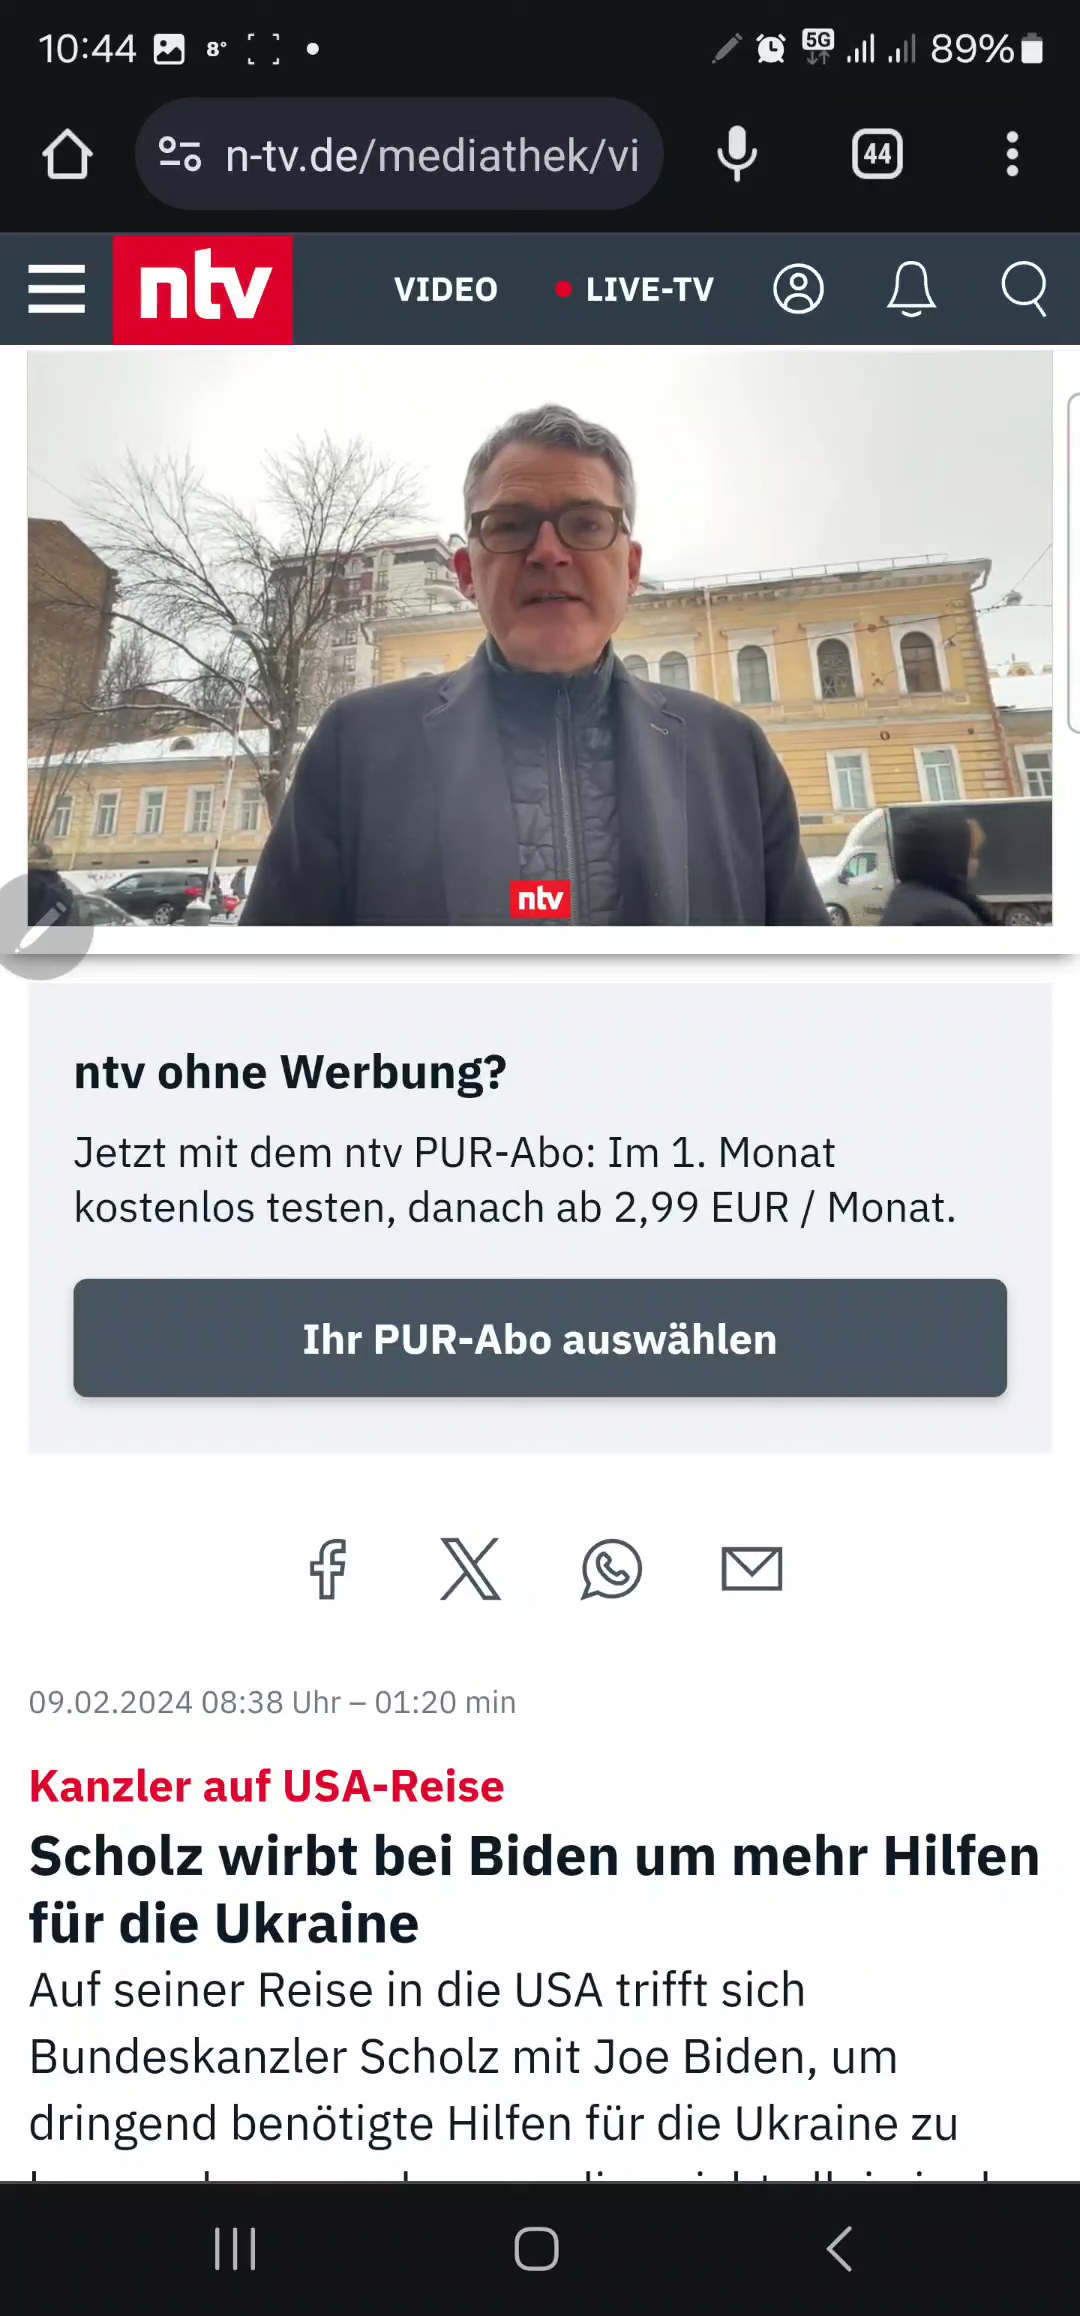 10:44 8° 5G 89%
n-tv.de/mediathek/vi 44
ntv VIDEO LIVE-TV
ntv
ntv ohne Werbung?
Jetzt mit dem ntv PUR-Abo: Im 1. Monat
kostenlos testen, danach ab 2,99 EUR / Monat.
Ihr PUR-Abo auswählen
09.02.2024 08:38 Uhr – 01:20 min
Kanzler auf USA-Reise
Scholz wirbt bei Biden um mehr Hilfen
für die Ukraine
Auf seiner Reise in die USA trifft sich
Bundeskanzler Scholz mit Joe Biden, um
dringend benötigte Hilfen für die Ukraine zu